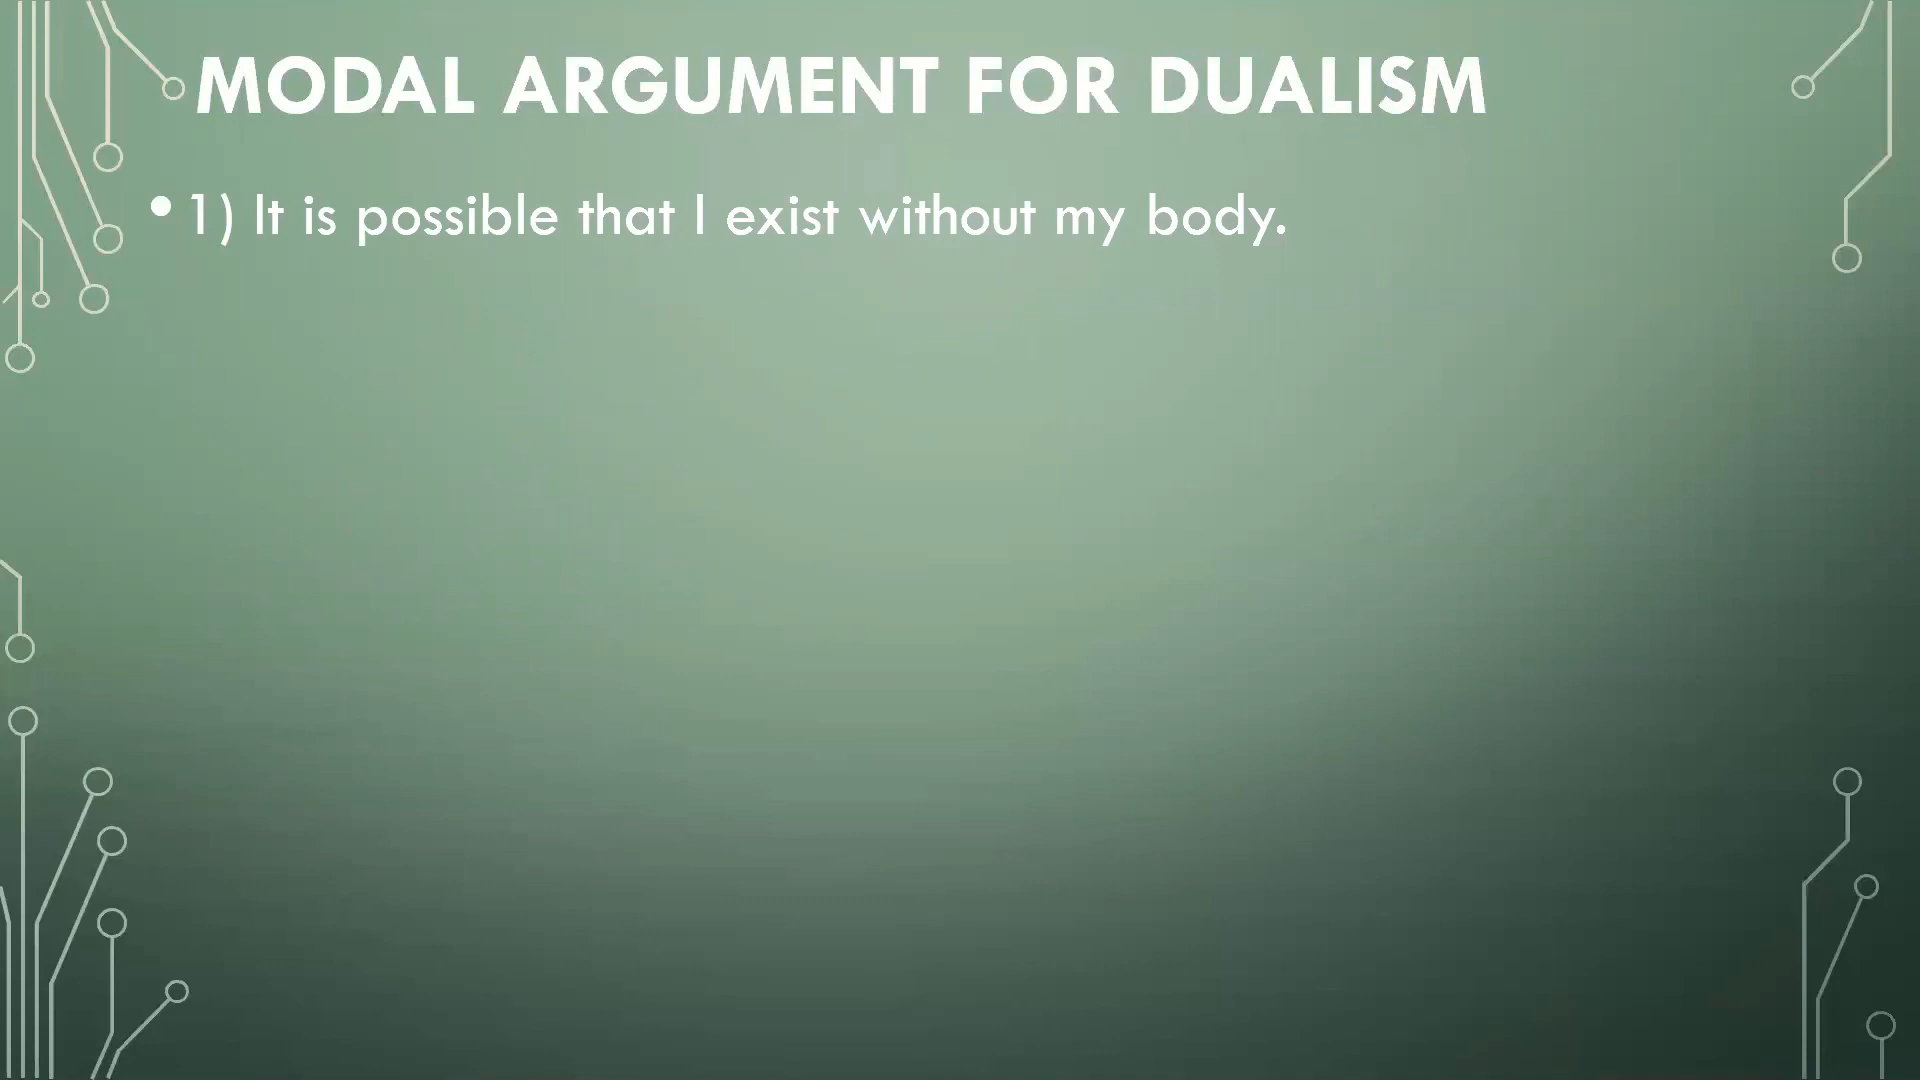 MODAL ARGUMENT FOR DUALISM
• 1) It is possible that I exist without my body.